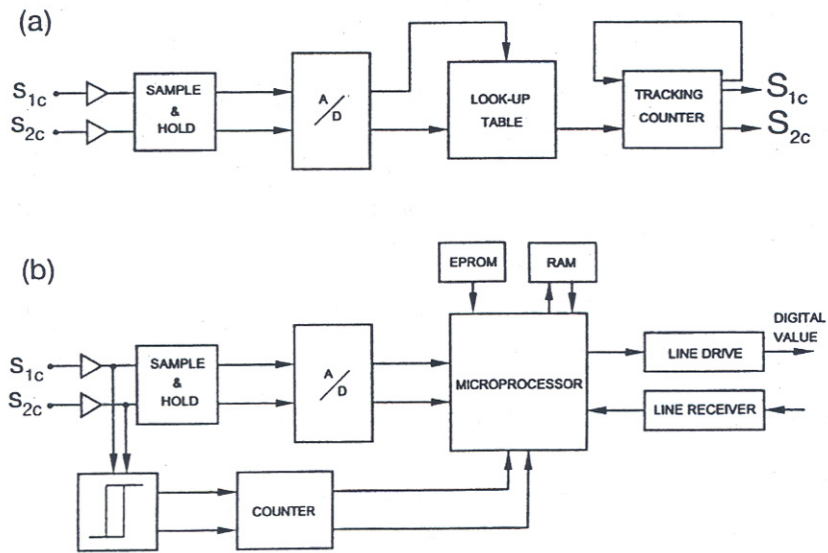 (a)
S1c
S2c
SAMPLE
&
HOLD
A/D
LOOK-UP
TABLE
TRACKING
COUNTER
S1c
S2c
(b)
EPROM
RAM
S1c
S2c
SAMPLE
&
HOLD
A/D
MICROPROCESSOR
LINE DRIVE
DIGITAL
VALUE
LINE RECEIVER
COUNTER